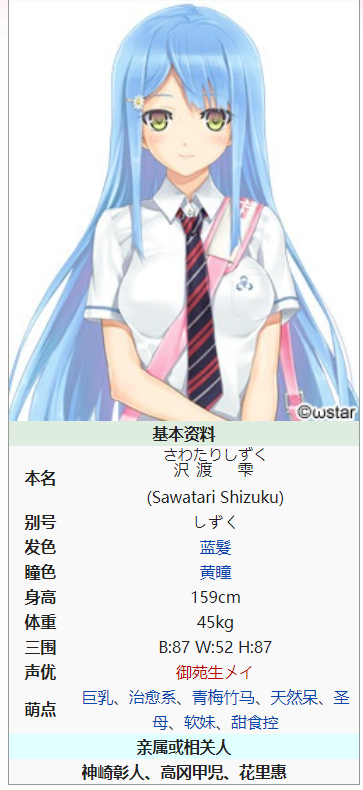 ©ωstar
基本资料
本名
さわたりしずく
沢渡 雫
(Sawatari Shizuku)
别号 しずく
发色 蓝髮
瞳色 黄瞳
身高 159cm
体重 45kg
三围 B:87 W:52 H:87
声优 御苑生メイ
萌点 巨乳、治愈系、青梅竹马、天然呆、圣
母、软妹、甜食控
亲属或相关人
神崎彰人、高冈甲児、花里惠